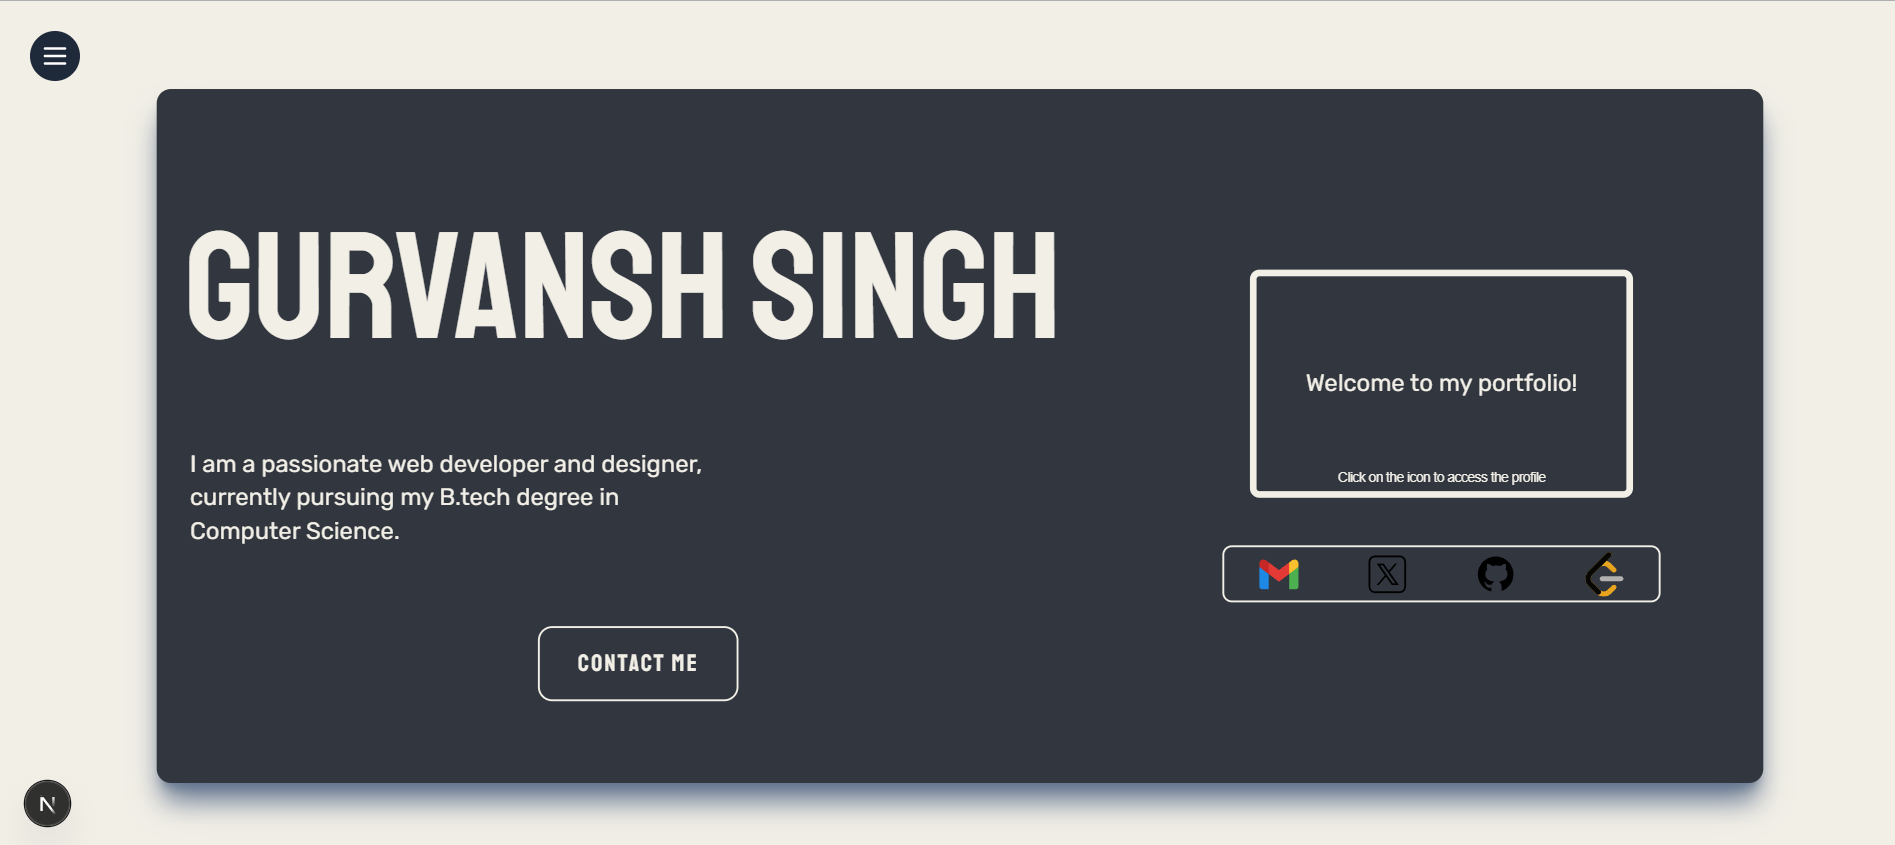 GURVANSH SINGH
I am a passionate web developer and designer,
currently pursuing my B.tech degree in
Computer Science.
CONTACT ME
Welcome to my portfolio!
Click on the icon to access the profile
N